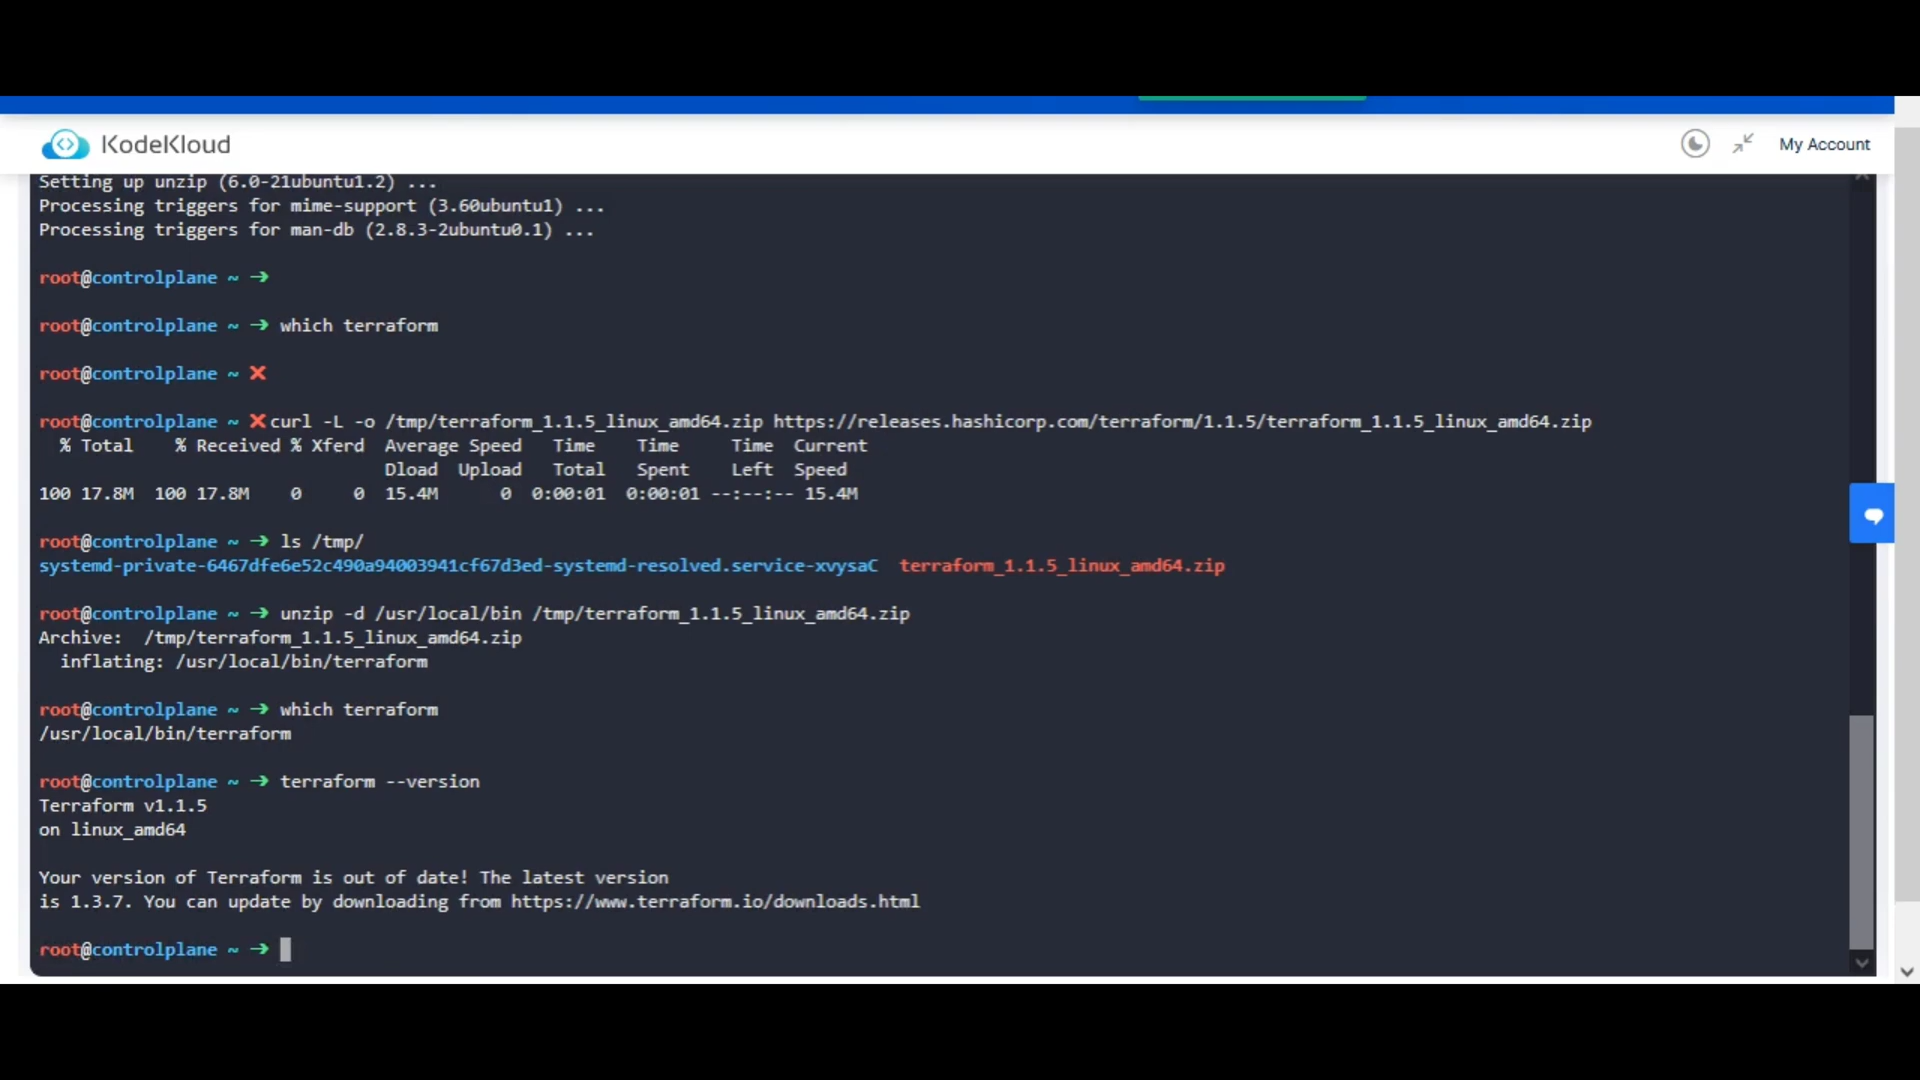 KodeKloud
My Account
Setting up unzip (6.0-21ubuntu1.2) ...
Processing triggers for mime-support (3.60ubuntu1) ...
Processing triggers for man-db (2.8.3-2ubuntu0.1) ...
root@controlplane ~ ➜
root@controlplane ~ ➜ which terraform
root@controlplane ~ ✖
root@controlplane ~ ✖ curl -L -o /tmp/terraform_1.1.5_linux_amd64.zip https://releases.hashicorp.com/terraform/1.1.5/terraform_1.1.5_linux_amd64.zip
% Total % Received % Xferd Average Speed Time Time Time Current
Dload Upload Total Spent Left Speed
100 17.8M 100 17.8M 0 0 15.4M 0 0:00:01 0:00:01 --:--:-- 15.4M
root@controlplane ~ ➜ ls /tmp/
systemd-private-6467dfe6e52c490a94003941cf67d3ed-systemd-resolved.service-xvysaC terraform_1.1.5_linux_amd64.zip
root@controlplane ~ ➜ unzip -d /usr/local/bin /tmp/terraform_1.1.5_linux_amd64.zip
Archive: /tmp/terraform_1.1.5_linux_amd64.zip
inflating: /usr/local/bin/terraform
root@controlplane ~ ➜ which terraform
/usr/local/bin/terraform
root@controlplane ~ ➜ terraform --version
Terraform v1.1.5
on linux_amd64
Your version of Terraform is out of date! The latest version
is 1.3.7. You can update by downloading from https://www.terraform.io/downloads.html
root@controlplane ~ ➜